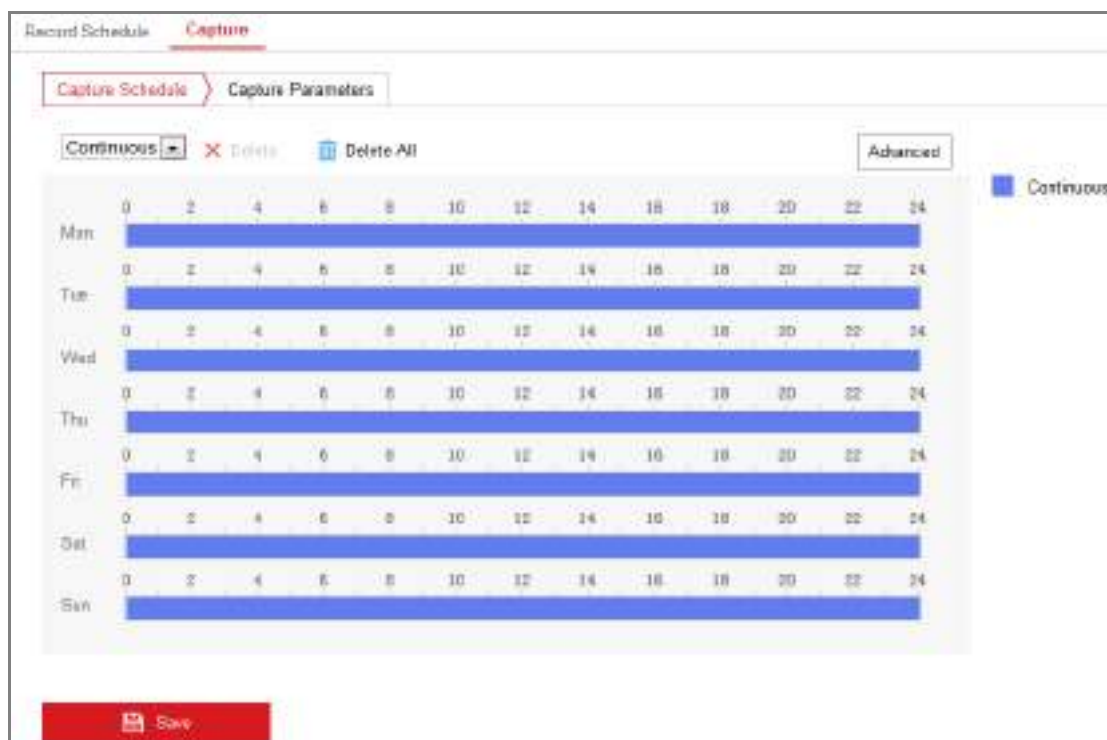 Record Schedule Capture
Capture Schedule Capture Parameters
Continuous Delete Delete All Advanced
Continuous
0 2 4 6 8 10 12 14 16 18 20 22 24
Mon
0 2 4 6 8 10 12 14 16 18 20 22 24
Tue
0 2 4 6 8 10 12 14 16 18 20 22 24
Wed
0 2 4 6 8 10 12 14 16 18 20 22 24
Thu
0 2 4 6 8 10 12 14 16 18 20 22 24
Fri
0 2 4 6 8 10 12 14 16 18 20 22 24
Sat
0 2 4 6 8 10 12 14 16 18 20 22 24
Sun
Save